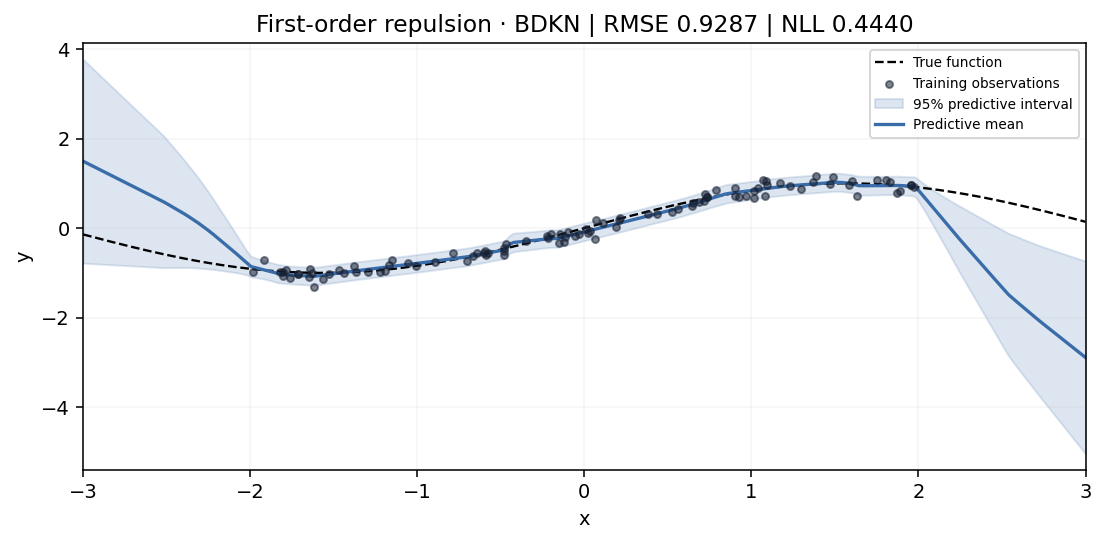 First-order repulsion · BDKN | RMSE 0.9287 | NLL 0.4440
True function
Training observations
95% predictive interval
Predictive mean
4
2
0
−2
−4
y
−3
−2
−1
0
1
2
3
x